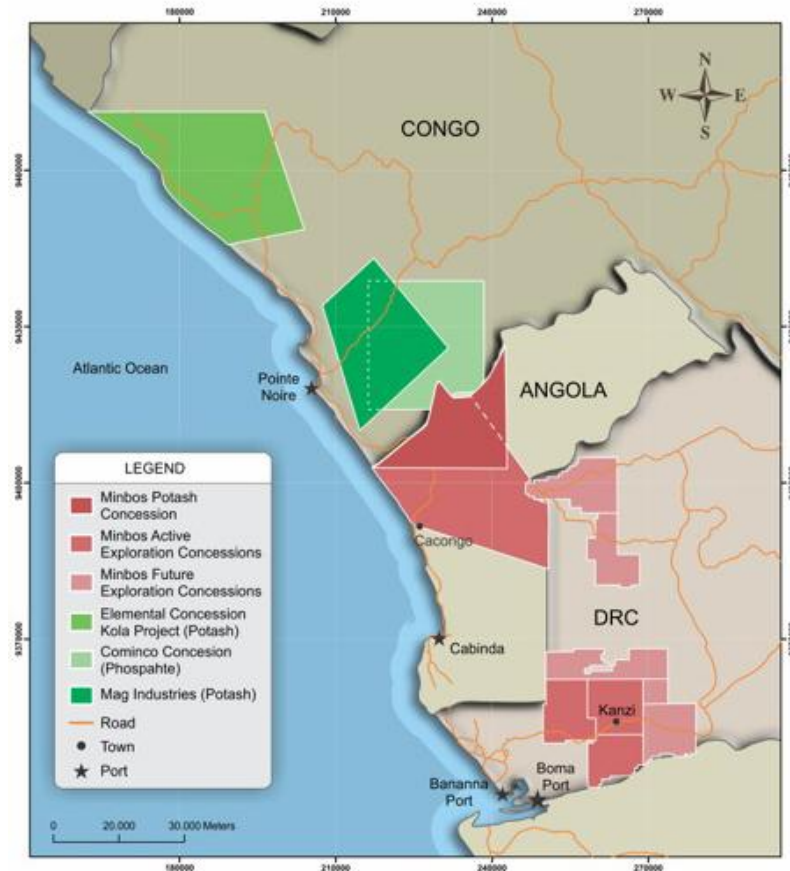 180000 210000 240000 270000
N
W E
S
CONGO
9460000
9430000
Atlantic Ocean
Pointe
Noire
ANGOLA
LEGEND
Minbos Potash
Concession
Minbos Active
Exploration Concessions
Minbos Future
Exploration Concessions
Elemental Concession
Kola Project (Potash)
Cominco Concesion
(Phospahte)
Mag Industries (Potash)
Road
Town
Port
9400000
Cacongo
DRC
9370000
Cabinda
Kanzi
Bananna
Port
Boma
Port
0 20.000 30.000 Meters
180000 210000 240000 270000